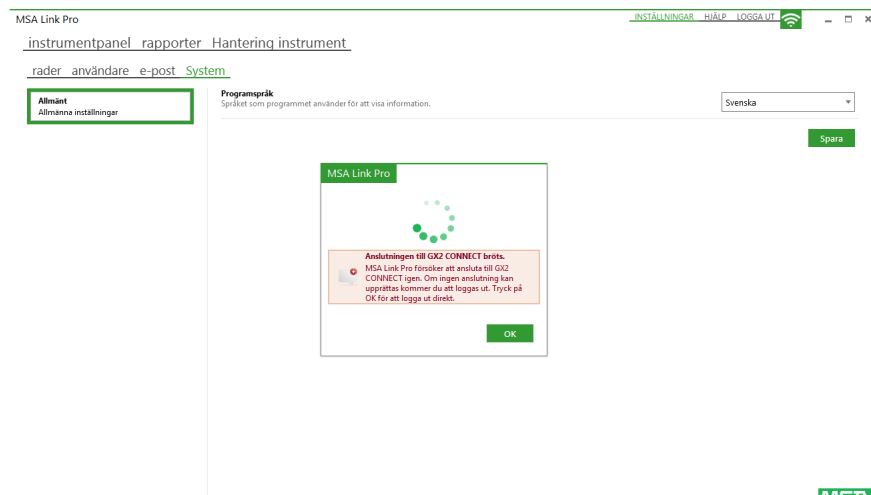 MSA Link Pro
INSTÄLLNINGAR HJÄLP LOGGA UT
instrumentpanel rapporter Hantering instrument
rader användare e-post System
Allmänt
Allmänna inställningar
Programspråk
Språket som programmet använder för att visa information.
Svenska
Spara
MSA Link Pro
Anslutningen till GX2 CONNECT bröts.
MSA Link Pro försöker att ansluta till GX2
CONNECT igen. Om ingen anslutning kan
upprättas kommer du att loggas ut. Tryck på
OK för att logga ut direkt.
OK